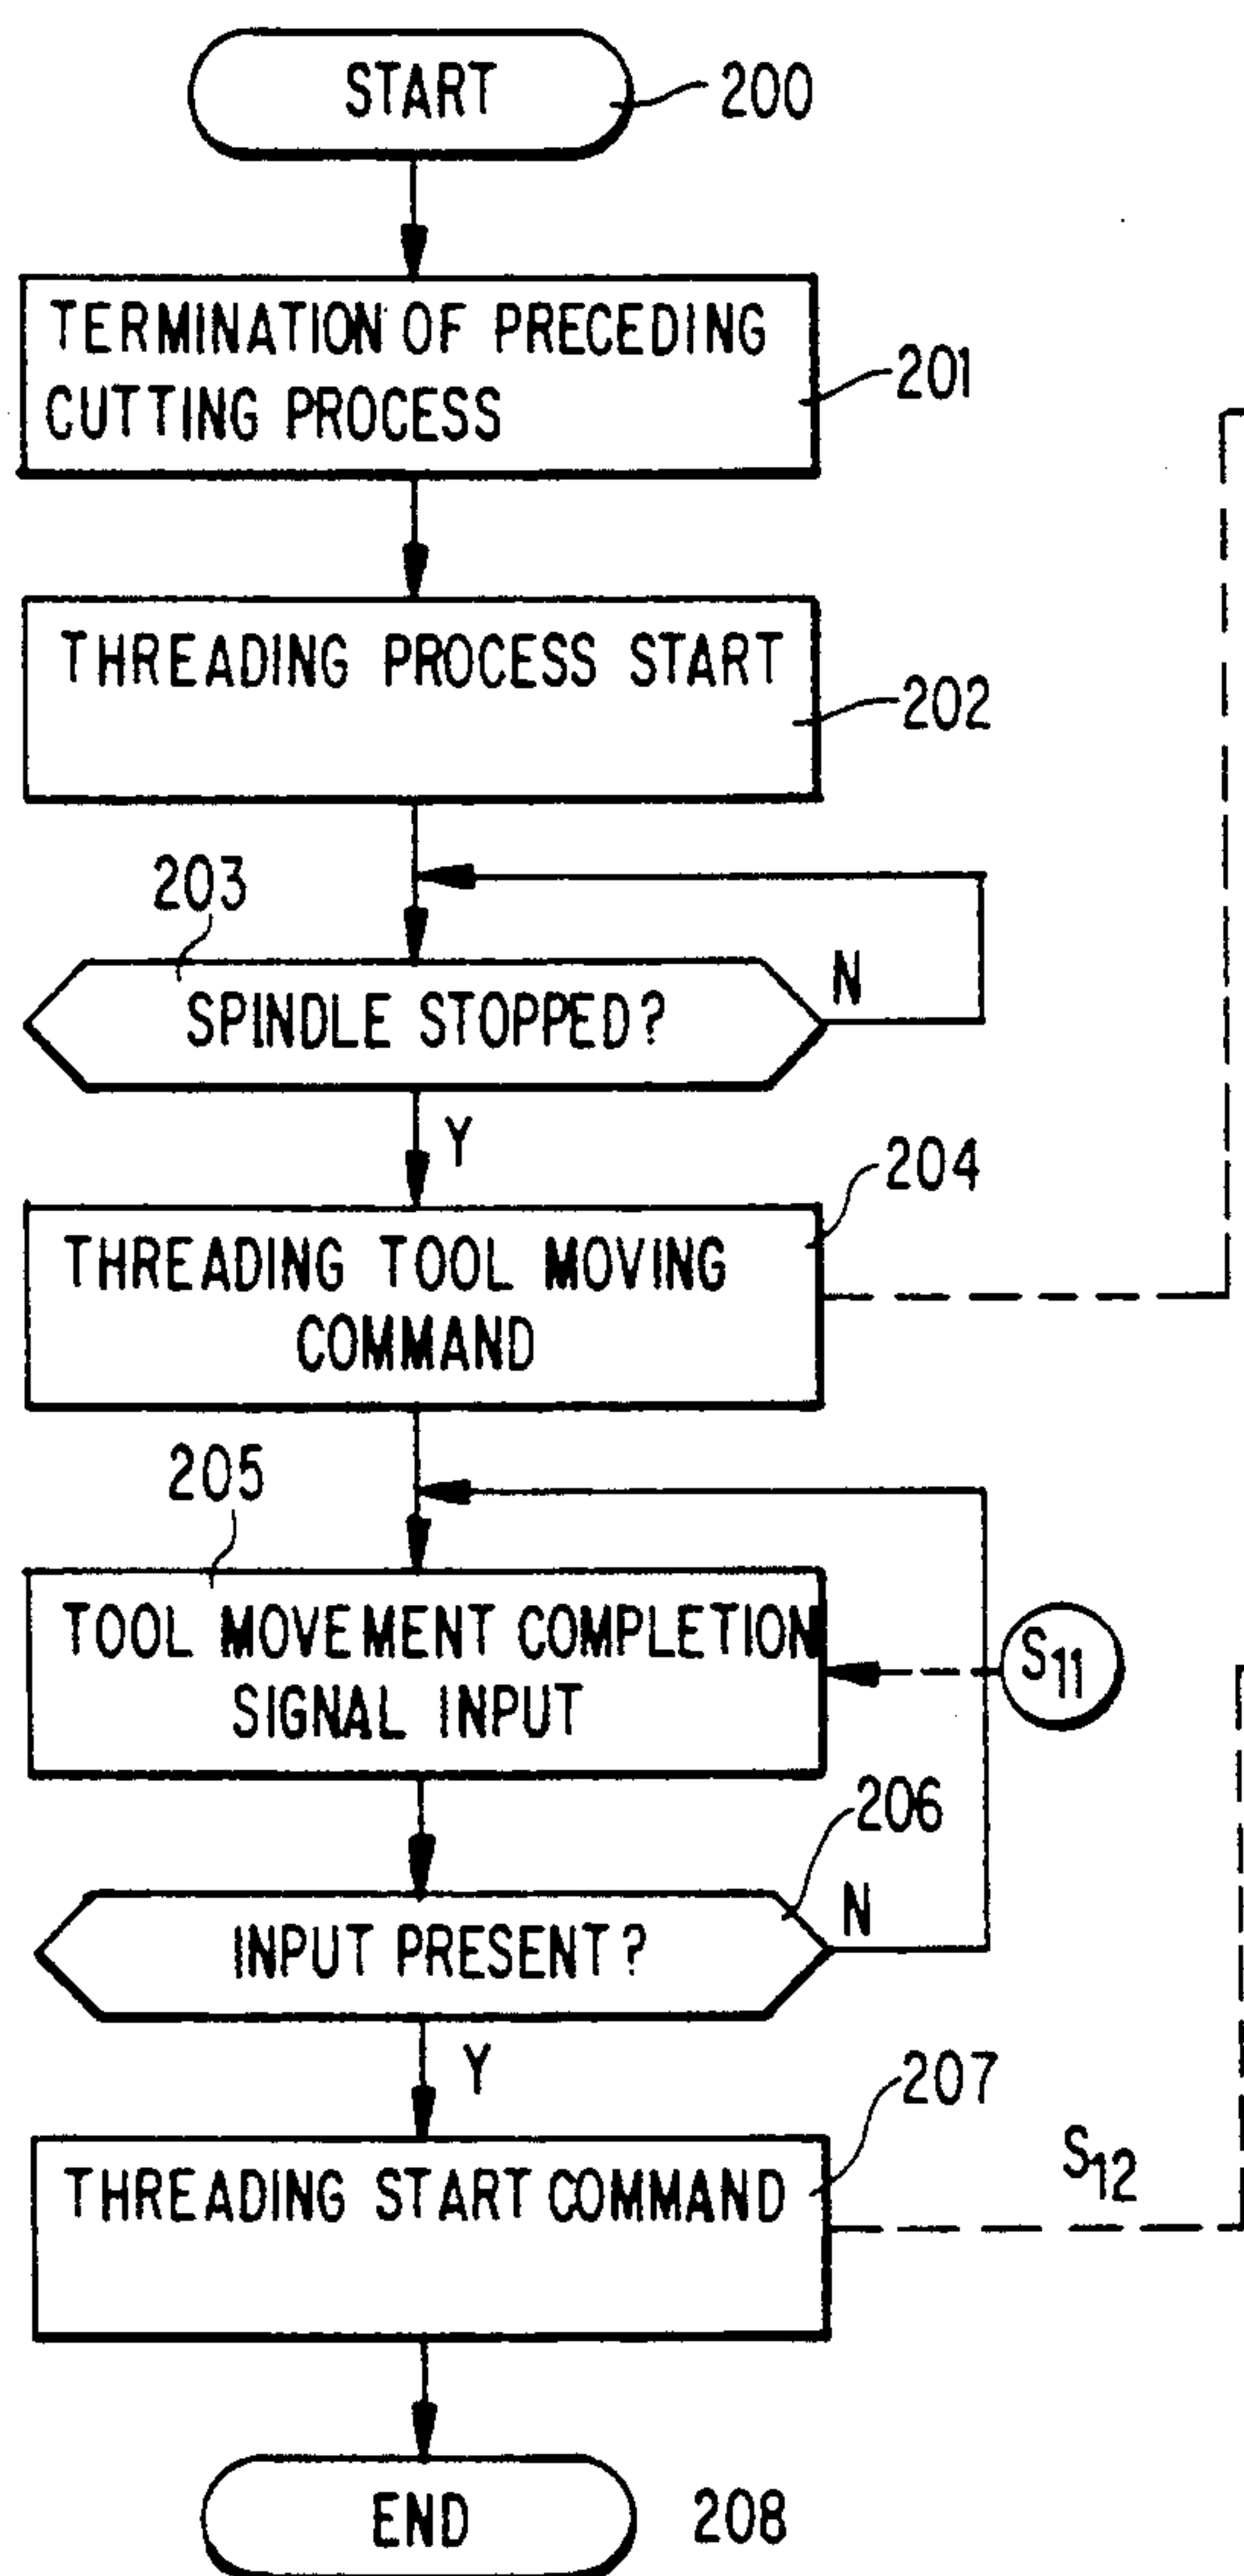 START
200
TERMINATION OF PRECEDING
CUTTING PROCESS
201
THREADING PROCESS START
202
203
SPINDLE STOPPED?
N
Y
204
THREADING TOOL MOVING
COMMAND
205
TOOL MOVEMENT COMPLETION
SIGNAL INPUT
S11
206
INPUT PRESENT?
N
Y
207
THREADING START COMMAND
S12
END
208